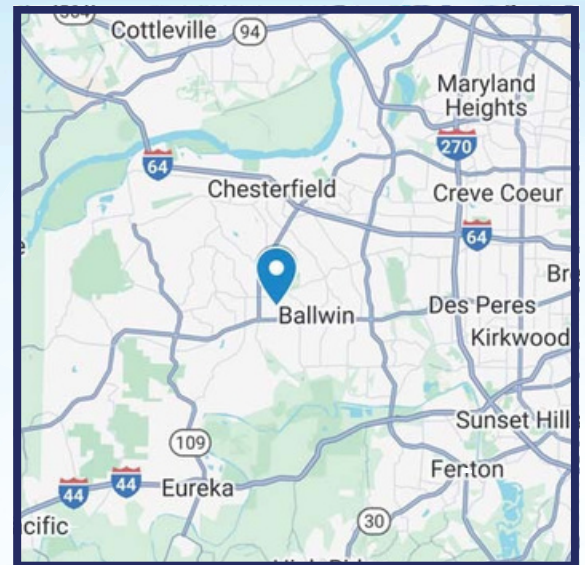 Cottleville
94
Maryland
Heights
270
64
Chesterfield
Creve Coeur
64
Ballwin
Des Peres
Kirkwood
Sunset Hill
109
Fenton
44
44
Eureka
cific
30